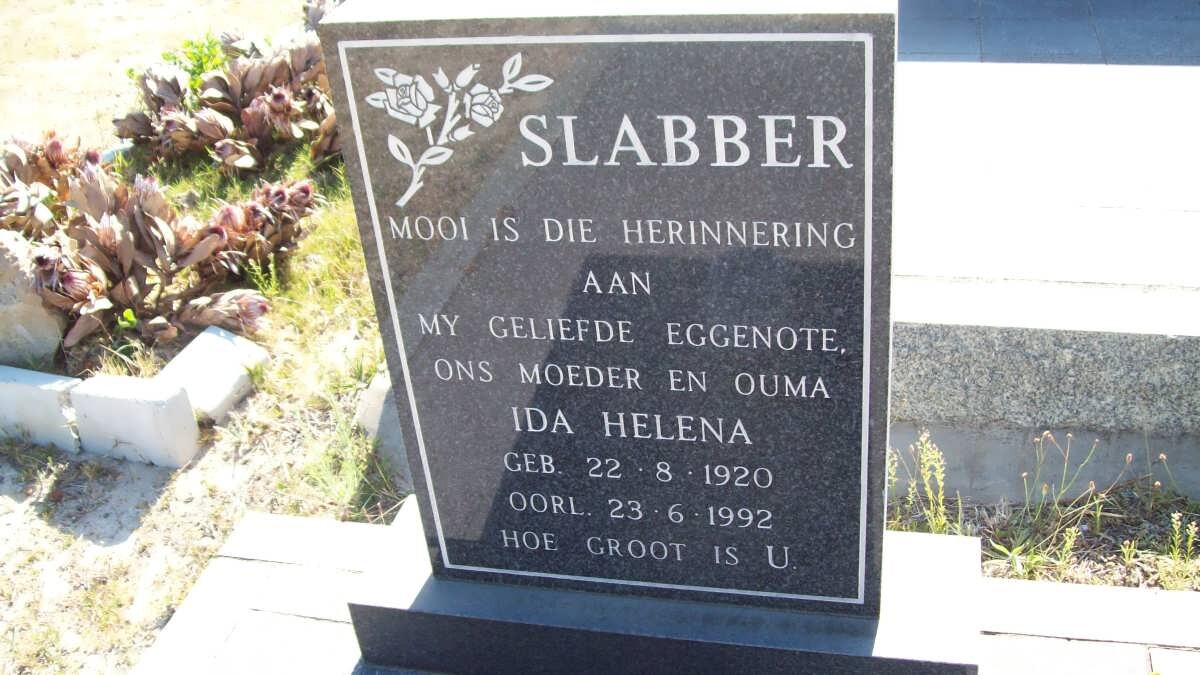 SLABBER
MOOI IS DIE HERINNERING
AAN
MY GELIEFDE EGGENOTE,
ONS MOEDER EN OUMA
IDA HELENA
GEB. 22 · 8 · 1920
OORL. 23 · 6 · 1992
HOE GROOT IS U.